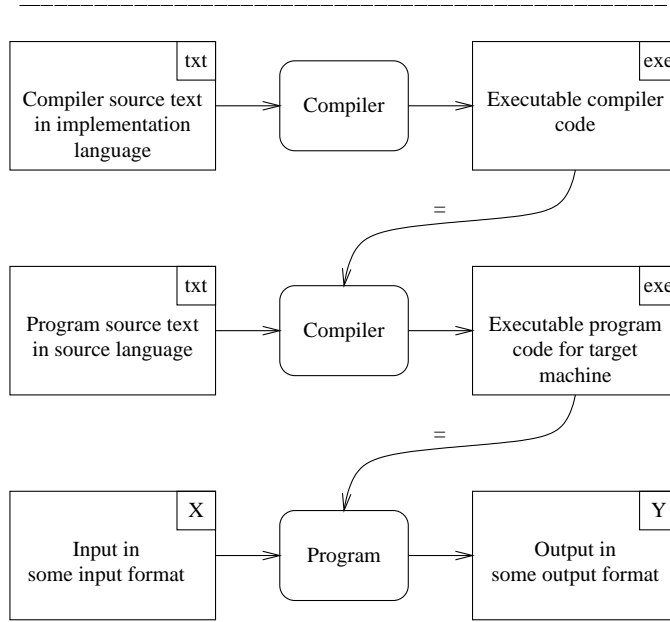 txt
Compiler source text
in implementation
language
Compiler
exe
Executable compiler
code
=
txt
Program source text
in source language
Compiler
exe
Executable program
code for target
machine
=
X
Input in
some input format
Program
Y
Output in
some output format